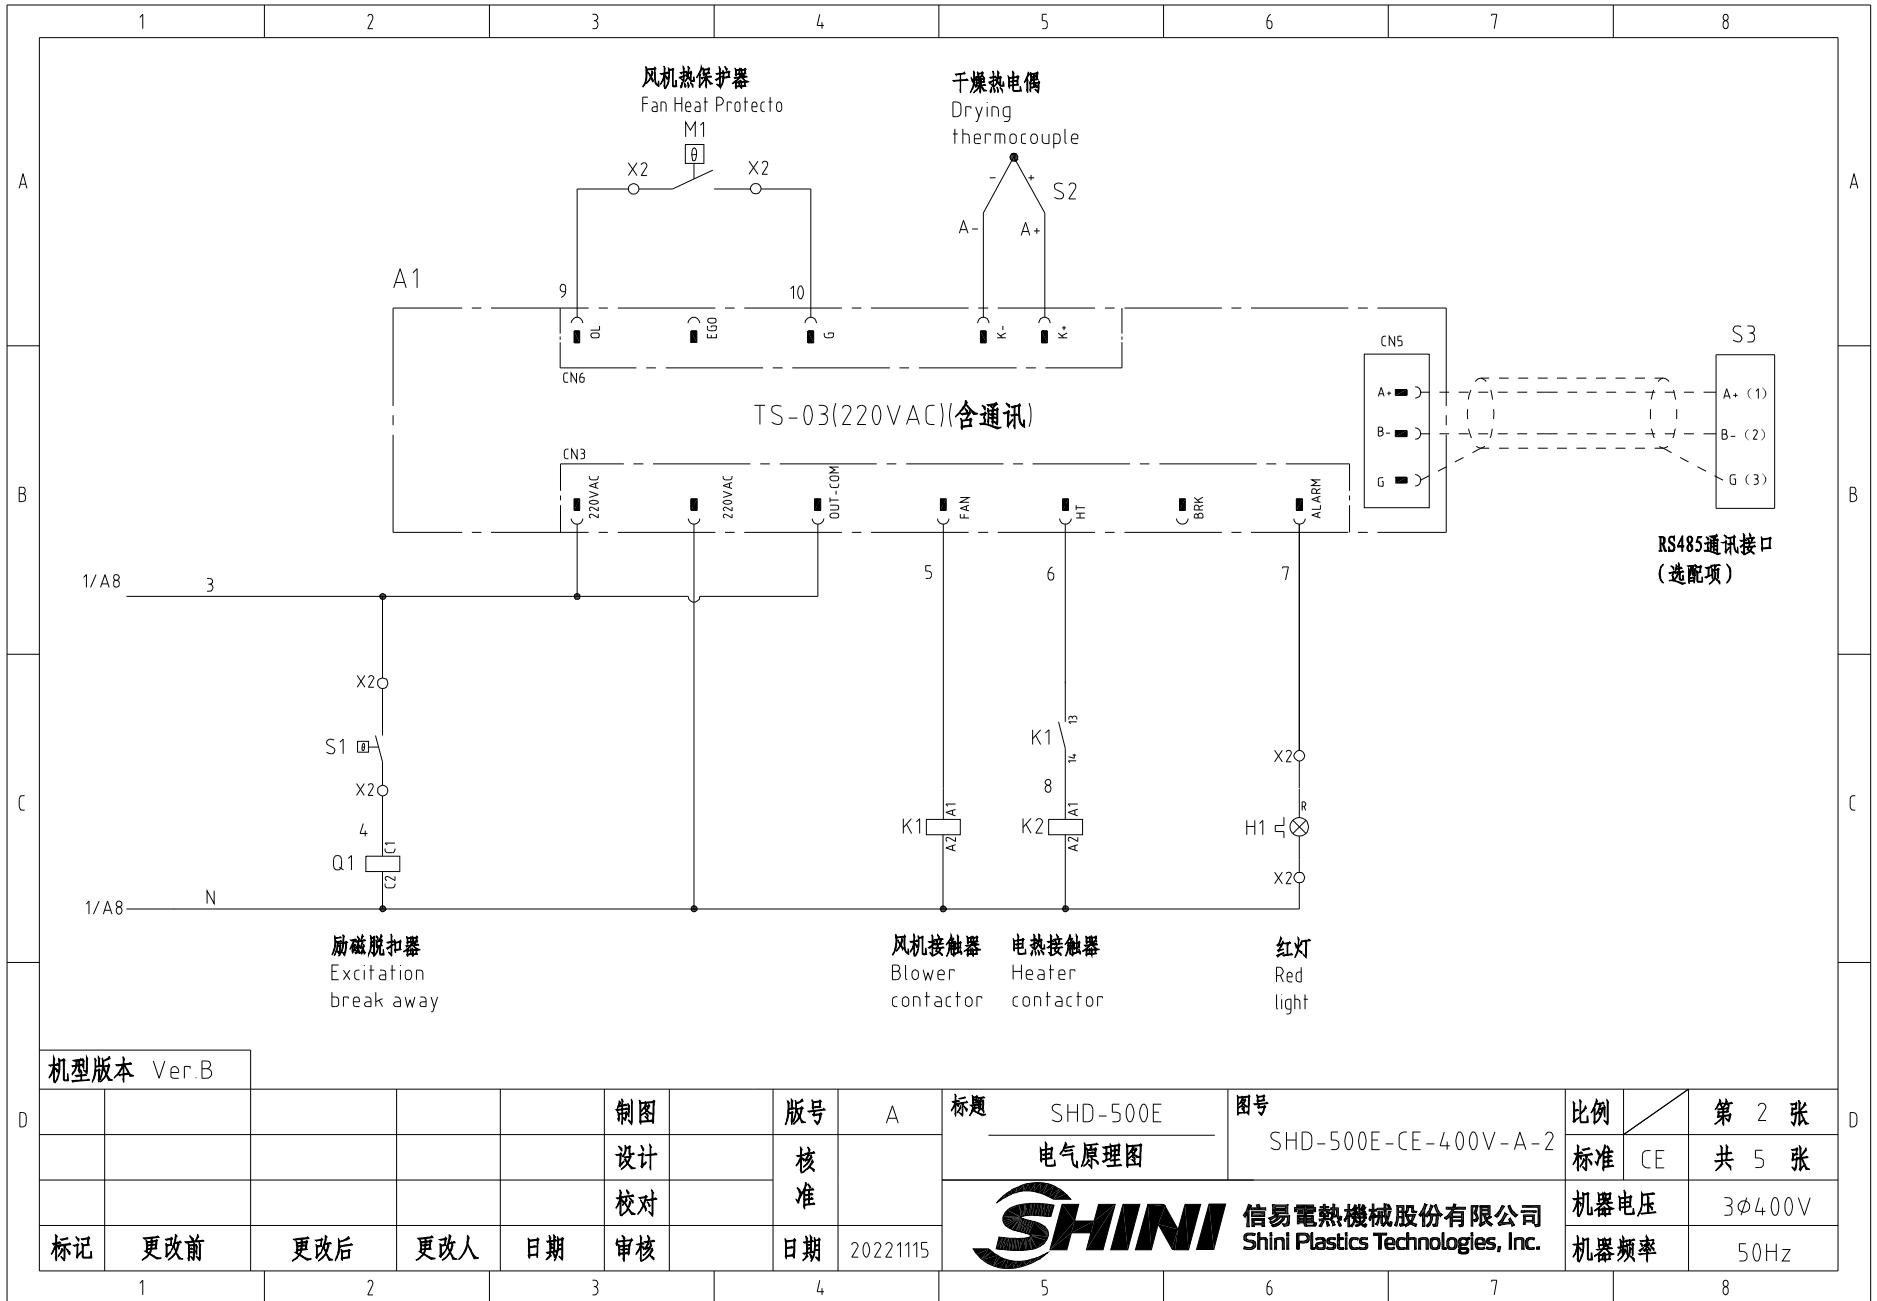 1 2 3 4 5 6 7 8
风机热保护器
Fan Heat Protecto
M1
θ
X2 X2
干燥热电偶
Drying
thermocouple
- +
S2
A- A+
A A
A1
9 10
OL EGO G K- K+
CN6
TS-03(220VAC)(含通讯)
CN5
A+
B-
G
S3
A+ (1)
B- (2)
G (3)
RS485通讯接口
(选配项)
CN3
220VAC 220VAC OUT-COM FAN HT BRK ALARM
B B
1/A8 3
5 6 7
X2
S1 θ
X2
4
Q1 C1 C2
K1 13 14
8
K1 A1 A2
K2 A1 A2
X2
R
H1
X2
C C
1/A8 N
励磁脱扣器
Excitation
break away
风机接触器
Blower
contactor
电热接触器
Heater
contactor
红灯
Red
light
机型版本 Ver.B
D D
制图 版号 A
设计 核准
校对
标记 更改前 更改后 更改人 日期 审核 日期 20221115
标题 SHD-500E
电气原理图
图号
SHD-500E-CE-400V-A-2
比例 第 2 张
标准 CE 共 5 张
机器电压 3Φ400V
机器频率 50Hz
SHINI
信易電熱機械股份有限公司
Shini Plastics Technologies, Inc.
1 2 3 4 5 6 7 8